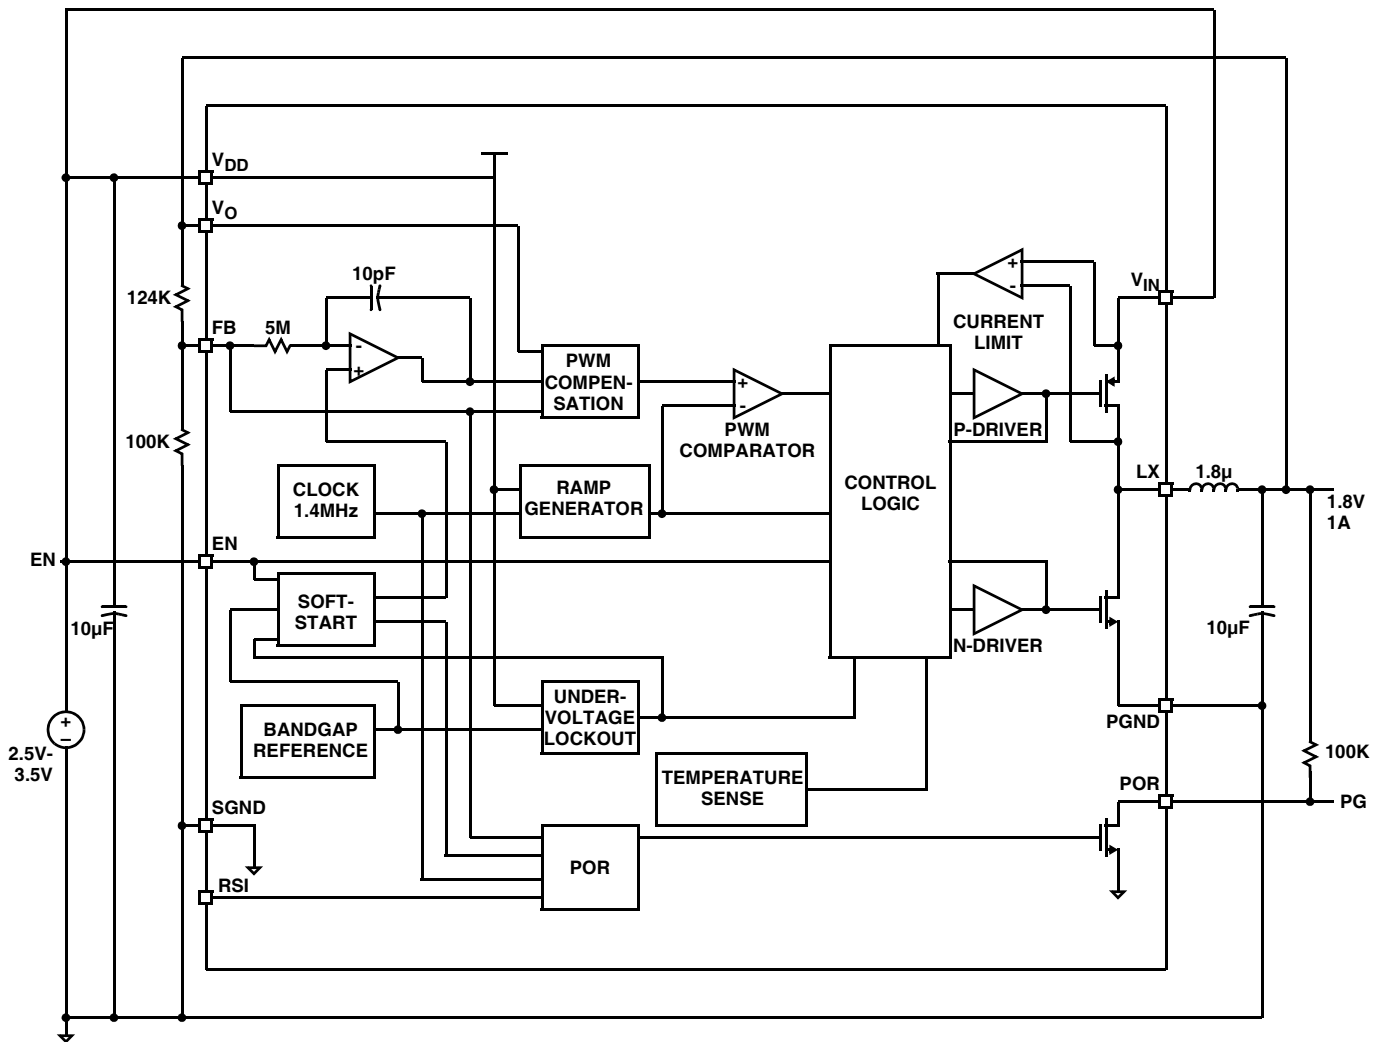 VDD
VO
10pF
124K
FB
5M
-
+
PWM
COMPEN-
SATION
+
-
PWM
COMPARATOR
+
-
CURRENT
LIMIT
VIN
P-DRIVER
100K
CLOCK
1.4MHz
RAMP
GENERATOR
CONTROL
LOGIC
LX
1.8µ
1.8V
1A
EN
EN
SOFT-
START
10µF
N-DRIVER
10µF
UNDER-
VOLTAGE
LOCKOUT
BANDGAP
REFERENCE
PGND
+
–
2.5V-
3.5V
TEMPERATURE
SENSE
100K
POR
PG
SGND
POR
RSI